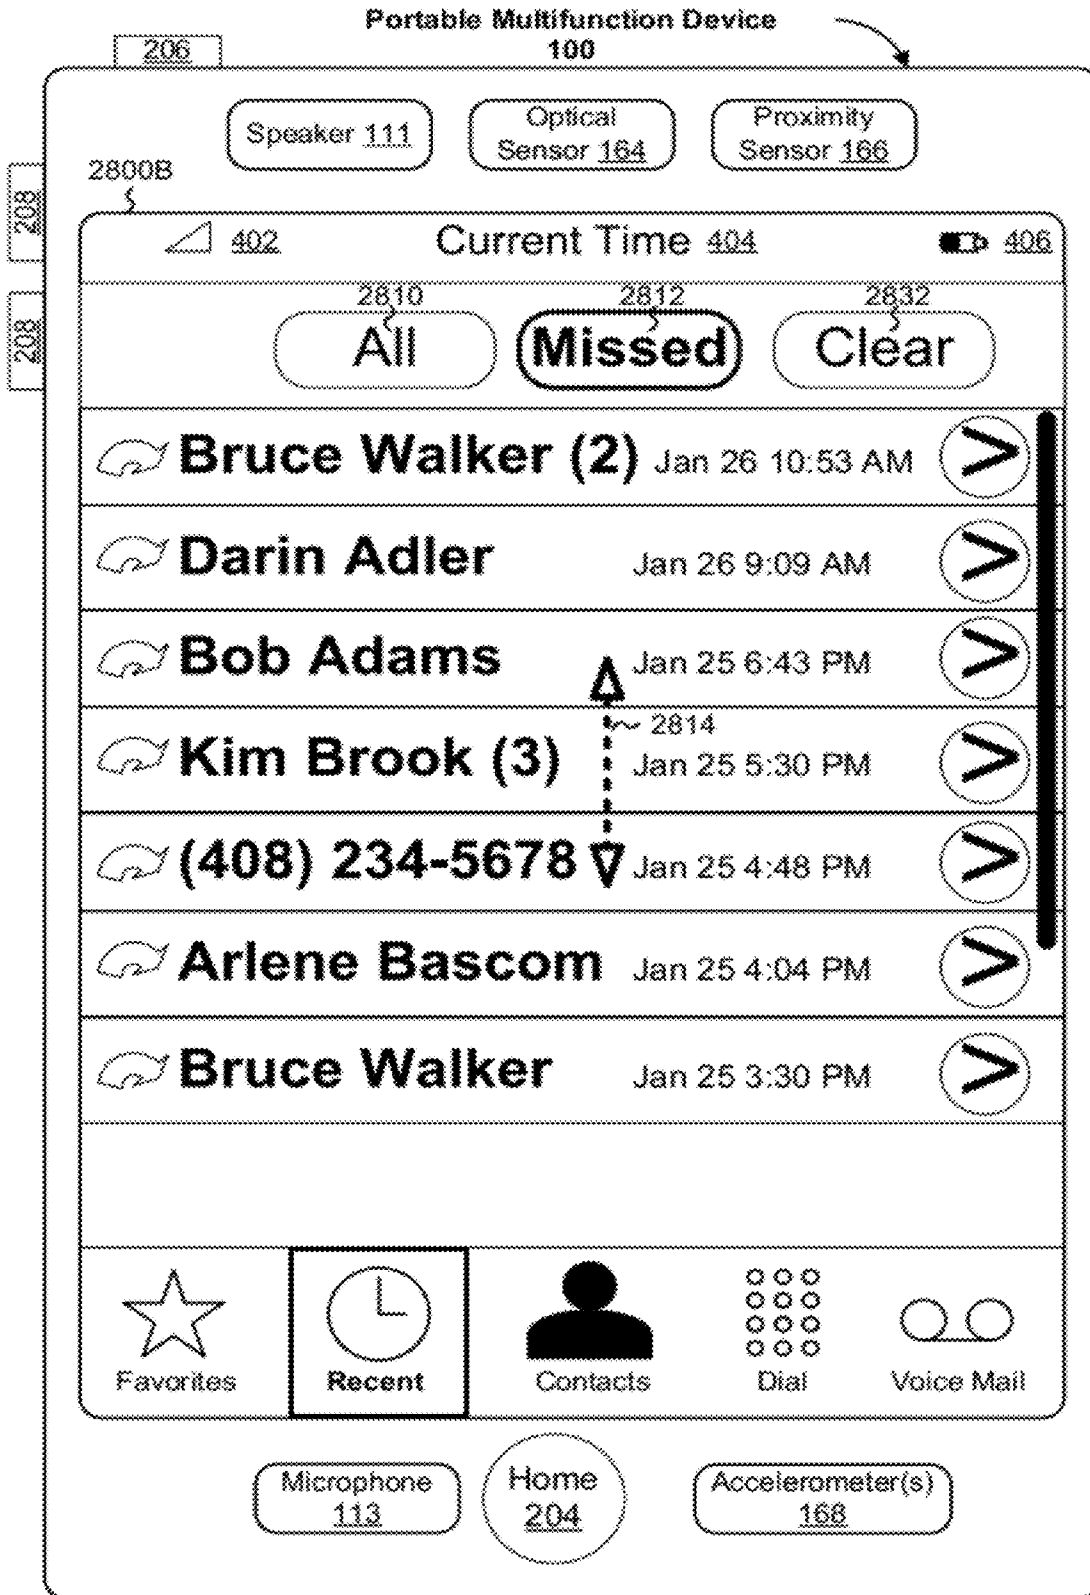 Portable Multifunction Device
100
206
Speaker 111
Optical
Sensor 164
Proximity
Sensor 166
2800B
208
208
402
Current Time 404
406
2810
2812
2832
All
Missed
Clear
Bruce Walker (2) Jan 26 10:53 AM >
Darin Adler Jan 26 9:09 AM >
Bob Adams Jan 25 6:43 PM >
2814
Kim Brook (3) Jan 25 5:30 PM >
(408) 234-5678 Jan 25 4:48 PM >
Arlene Bascom Jan 25 4:04 PM >
Bruce Walker Jan 25 3:30 PM >
Favorites
Recent
Contacts
Dial
Voice Mail
Microphone
113
Home
204
Accelerometer(s)
168